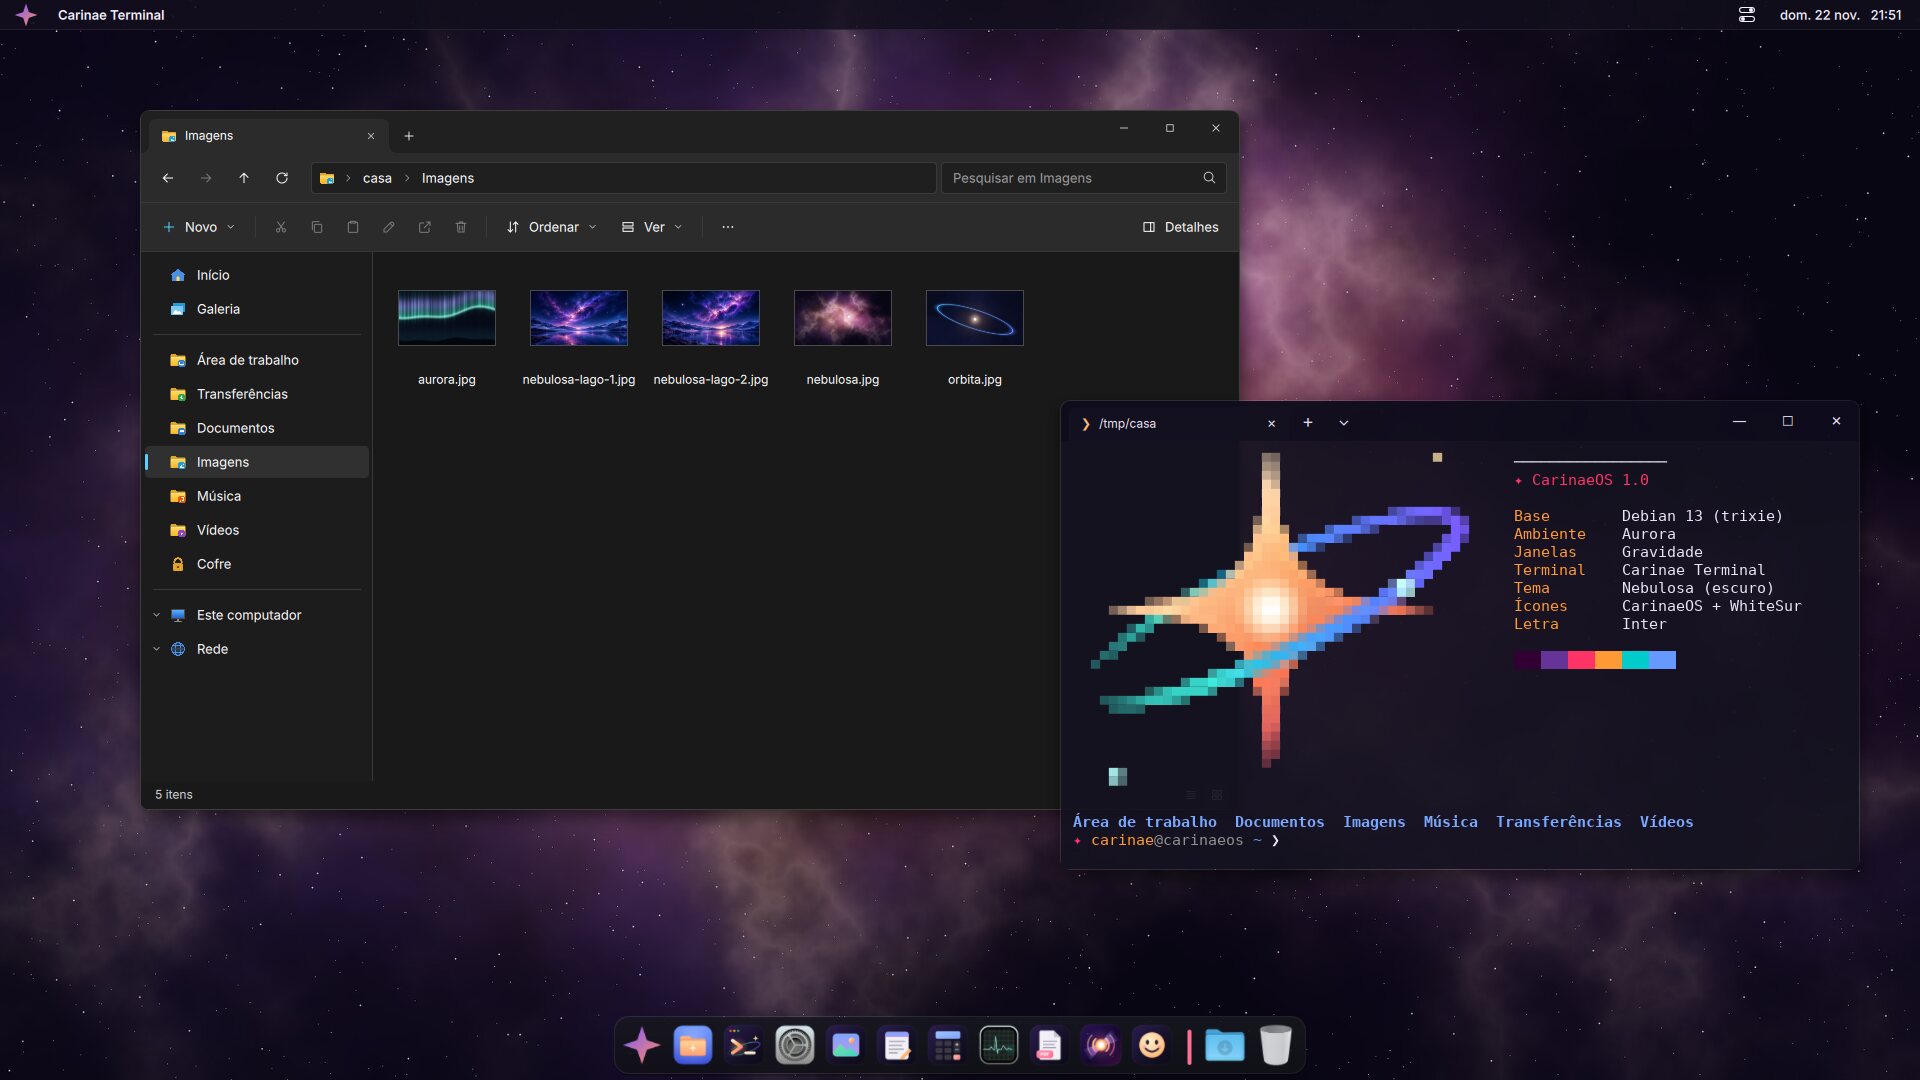 Carinae Terminal
dom. 22 nov. 21:51
Imagens
casa
Imagens
Pesquisar em Imagens
Novo
Ordenar
Ver
Detalhes
Início
Galeria
Área de trabalho
Transferências
Documentos
Imagens
Música
Vídeos
Cofre
Este computador
Rede
aurora.jpg
nebulosa-lago-1.jpg
nebulosa-lago-2.jpg
nebulosa.jpg
orbita.jpg
5 itens
❯ /tmp/casa
✦ CarinaeOS 1.0
Base Debian 13 (trixie)
Ambiente Aurora
Janelas Gravidade
Terminal Carinae Terminal
Tema Nebulosa (escuro)
Ícones CarinaeOS + WhiteSur
Letra Inter
Área de trabalho Documentos Imagens Música Transferências Vídeos
✦ carinae@carinaeos ~ ❯
PDF